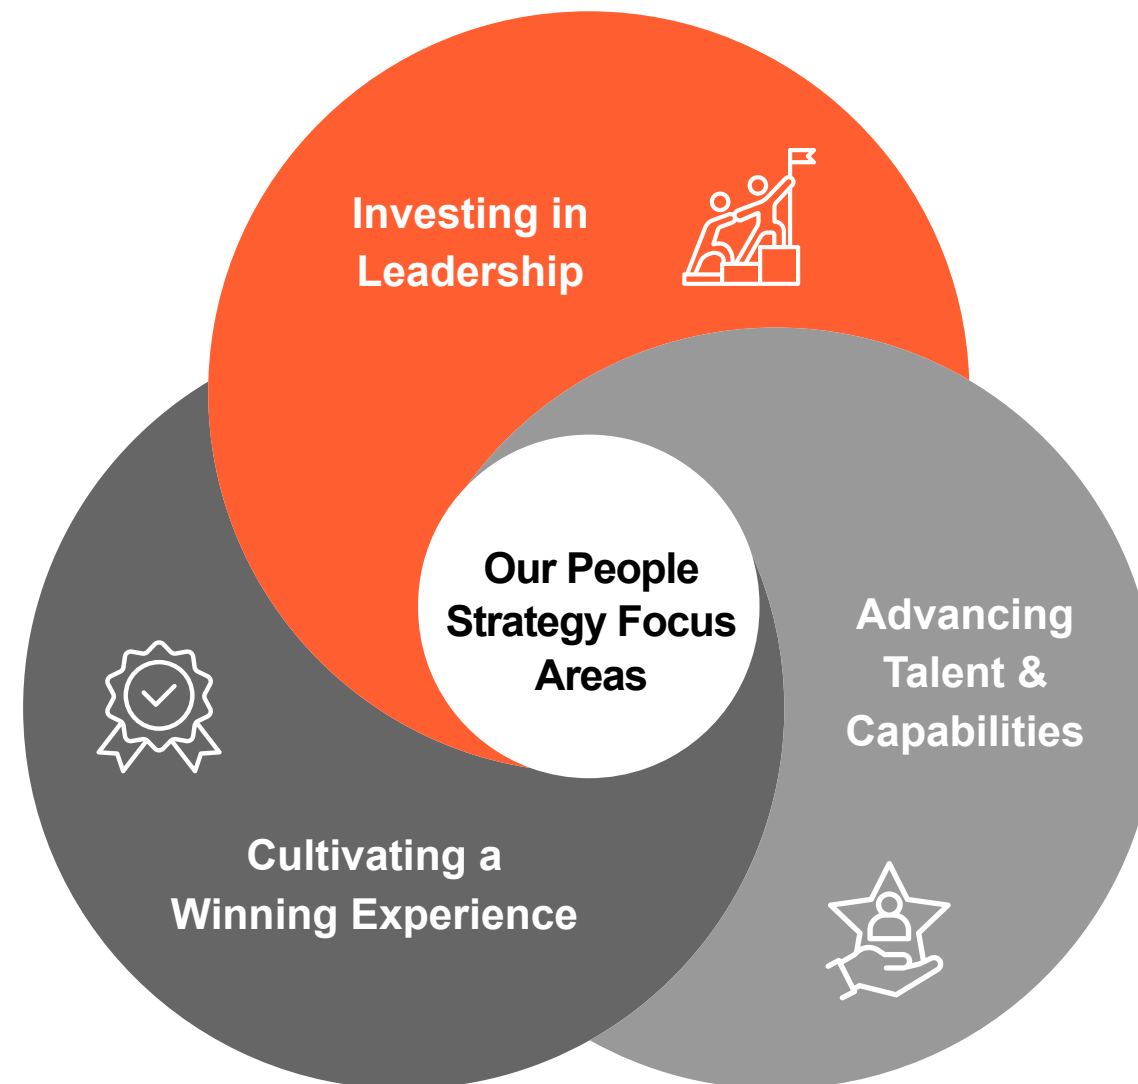 Investing in
Leadership
Our People
Strategy Focus
Areas
Advancing
Talent &
Capabilities
Cultivating a
Winning Experience